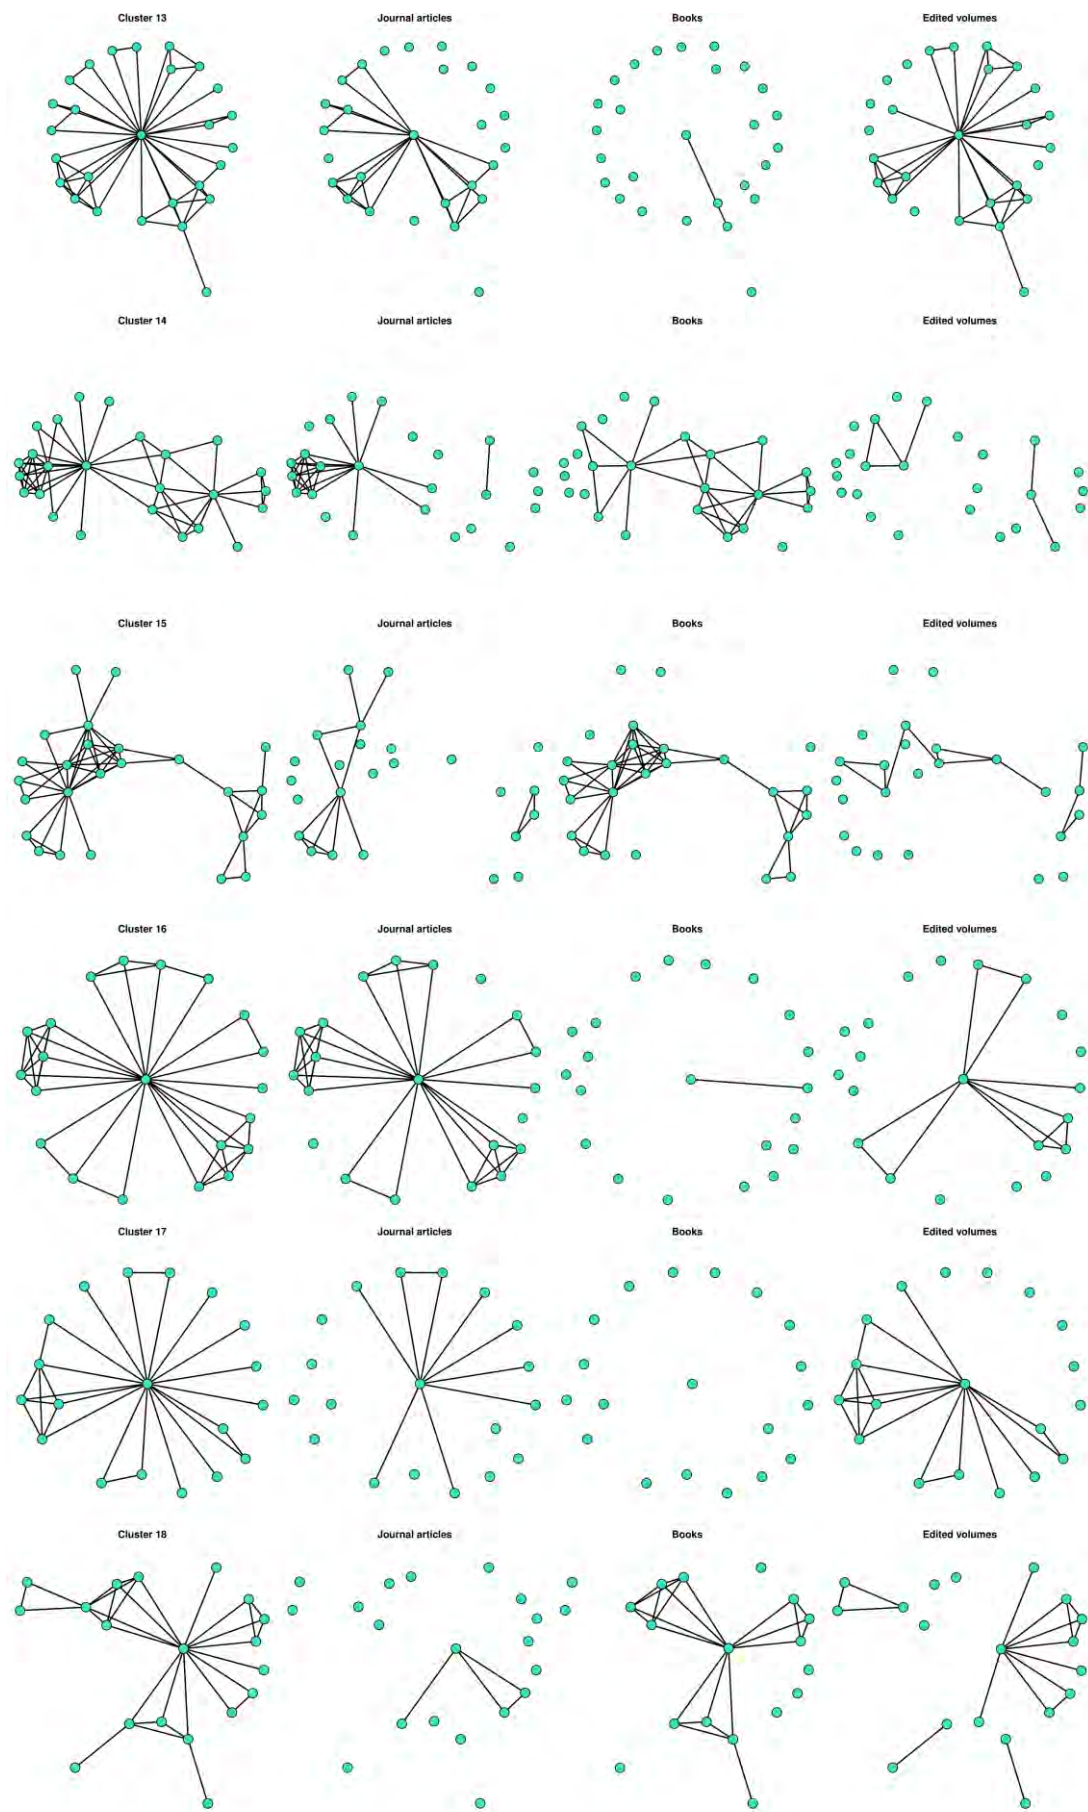 Cluster 13 Journal articles Books Edited volumes
Cluster 14 Journal articles Books Edited volumes
Cluster 15 Journal articles Books Edited volumes
Cluster 16 Journal articles Books Edited volumes
Cluster 17 Journal articles Books Edited volumes
Cluster 18 Journal articles Books Edited volumes